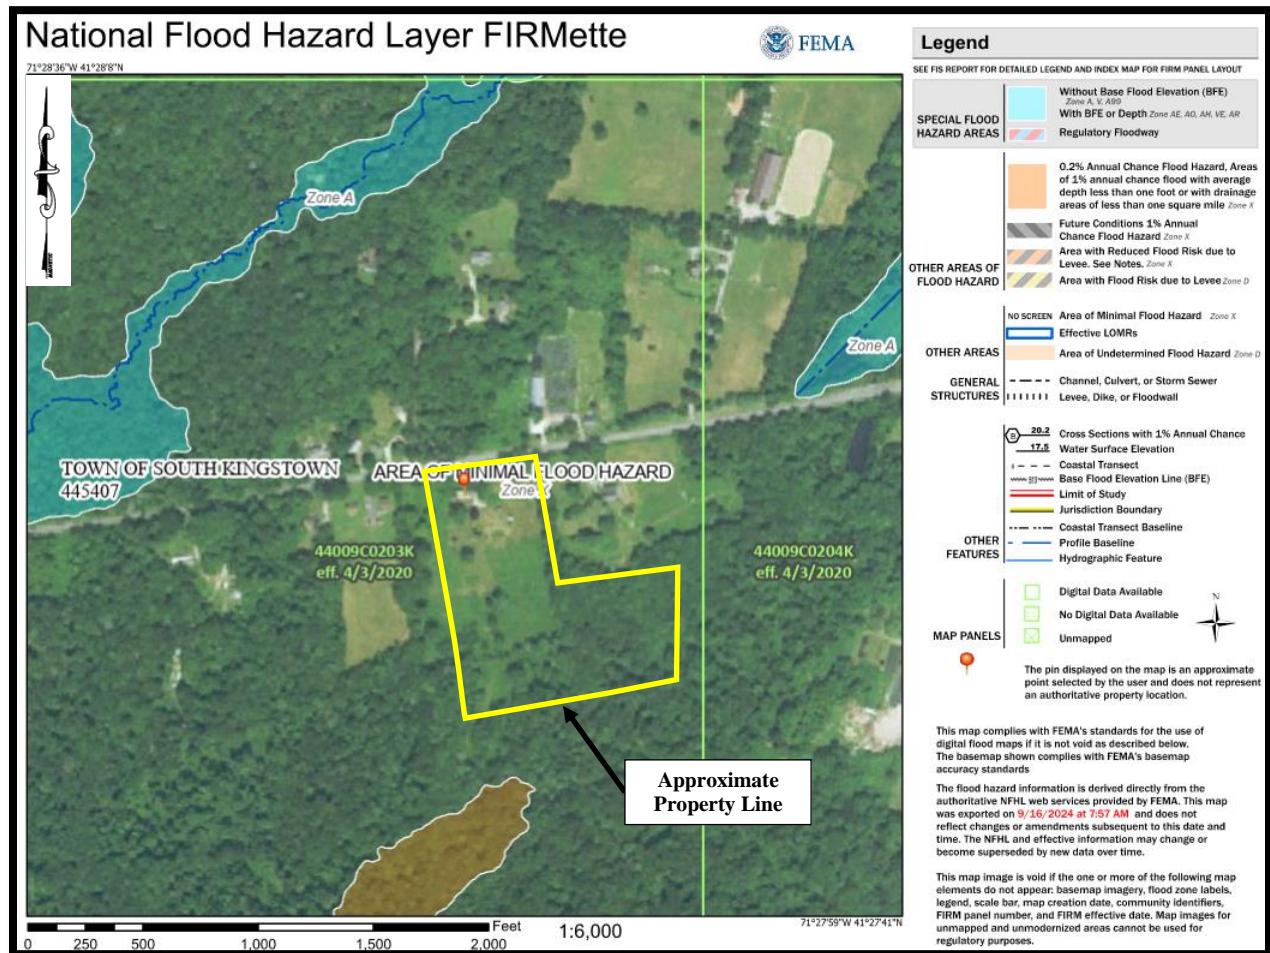 National Flood Hazard Layer FIRMette
FEMA
71°28'36"W 41°28'8"N
Zone A
Zone A
TOWN OF SOUTH KINGSTOWN
445407
AREA OF MINIMAL FLOOD HAZARD
Zone X
44009C0203K
eff. 4/3/2020
44009C0204K
eff. 4/3/2020
Approximate
Property Line
71°27'59"W 41°27'41"N
Feet
1:6,000
0 250 500 1,000 1,500 2,000
Legend
SEE FIS REPORT FOR DETAILED LEGEND AND INDEX MAP FOR FIRM PANEL LAYOUT
SPECIAL FLOOD
HAZARD AREAS
Without Base Flood Elevation (BFE)
Zone A, V, A99
With BFE or Depth Zone AE, AO, AH, VE, AR
Regulatory Floodway
0.2% Annual Chance Flood Hazard, Areas
of 1% annual chance flood with average
depth less than one foot or with drainage
areas of less than one square mile Zone X
Future Conditions 1% Annual
Chance Flood Hazard Zone X
OTHER AREAS OF
FLOOD HAZARD
Area with Reduced Flood Risk due to
Levee. See Notes. Zone X
Area with Flood Risk due to Levee Zone D
NO SCREEN Area of Minimal Flood Hazard Zone X
Effective LOMRs
OTHER AREAS
Area of Undetermined Flood Hazard Zone D
GENERAL
STRUCTURES
Channel, Culvert, or Storm Sewer
Levee, Dike, or Floodwall
B 20.2 Cross Sections with 1% Annual Chance
17.5 Water Surface Elevation
8 Coastal Transect
513 Base Flood Elevation Line (BFE)
Limit of Study
Jurisdiction Boundary
Coastal Transect Baseline
OTHER
FEATURES
Profile Baseline
Hydrographic Feature
Digital Data Available
No Digital Data Available
Unmapped
MAP PANELS
N
The pin displayed on the map is an approximate
point selected by the user and does not represent
an authoritative property location.
This map complies with FEMA's standards for the use of
digital flood maps if it is not void as described below.
The basemap shown complies with FEMA's basemap
accuracy standards
The flood hazard information is derived directly from the
authoritative NFHL web services provided by FEMA. This map
was exported on 9/16/2024 at 7:57 AM and does not
reflect changes or amendments subsequent to this date and
time. The NFHL and effective information may change or
become superseded by new data over time.
This map image is void if the one or more of the following map
elements do not appear: basemap imagery, flood zone labels,
legend, scale bar, map creation date, community identifiers,
FIRM panel number, and FIRM effective date. Map images for
unmapped and unmodernized areas cannot be used for
regulatory purposes.